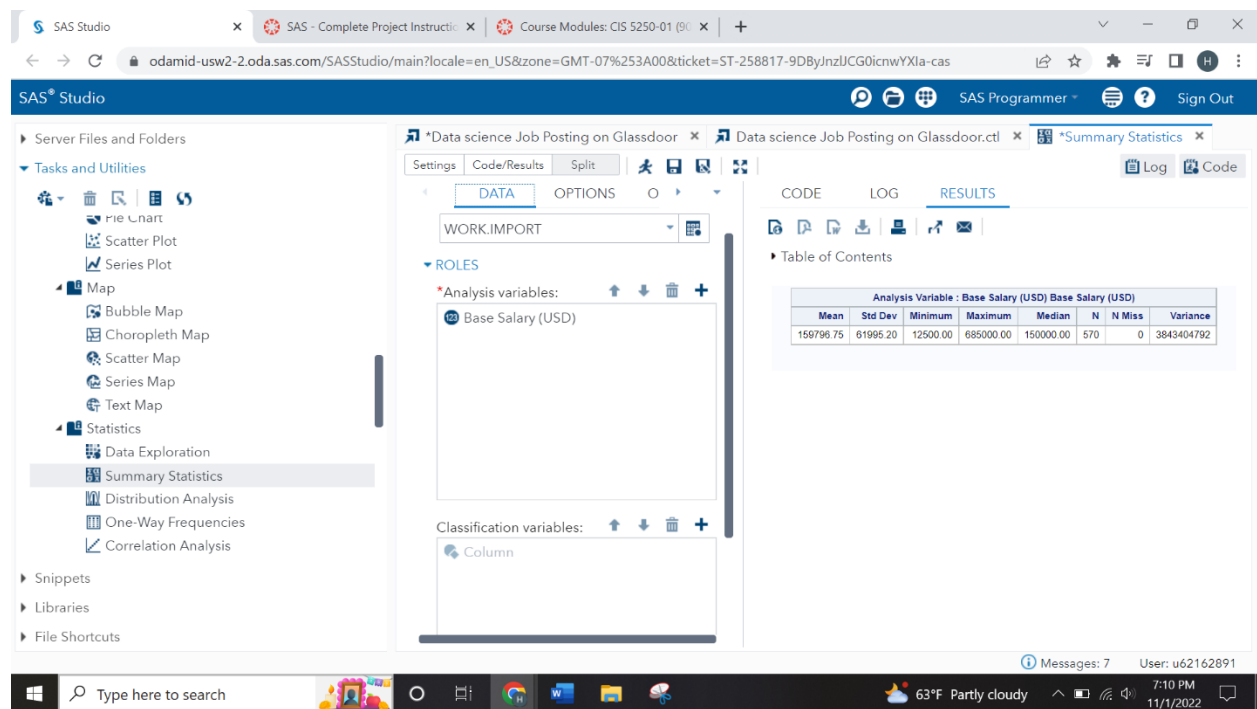 SAS Studio
SAS - Complete Project Instructio
Course Modules: CIS 5250-01 (90
odamid-usw2-2.oda.sas.com/SASStudio/main?locale=en_US&zone=GMT-07%253A00&ticket=ST-258817-9DByJnzlJCG0icnwYXIa-cas
H
SAS® Studio
SAS Programmer
Sign Out
Server Files and Folders
Tasks and Utilities
Pie Chart
Scatter Plot
Series Plot
Map
Bubble Map
Choropleth Map
Scatter Map
Series Map
Text Map
Statistics
Data Exploration
Summary Statistics
Distribution Analysis
One-Way Frequencies
Correlation Analysis
Snippets
Libraries
File Shortcuts
*Data science Job Posting on Glassdoor
Data science Job Posting on Glassdoor.ctl
*Summary Statistics
Settings Code/Results Split
Log Code
DATA OPTIONS O
WORK.IMPORT
ROLES
*Analysis variables:
123 Base Salary (USD)
Classification variables:
Column
CODE LOG RESULTS
Table of Contents
Analysis Variable : Base Salary (USD) Base Salary (USD)
Mean Std Dev Minimum Maximum Median N N Miss Variance
159796.75 61995.20 12500.00 685000.00 150000.00 570 0 3843404792
Messages: 7 User: u62162891
Type here to search
63°F Partly cloudy
7:10 PM
11/1/2022